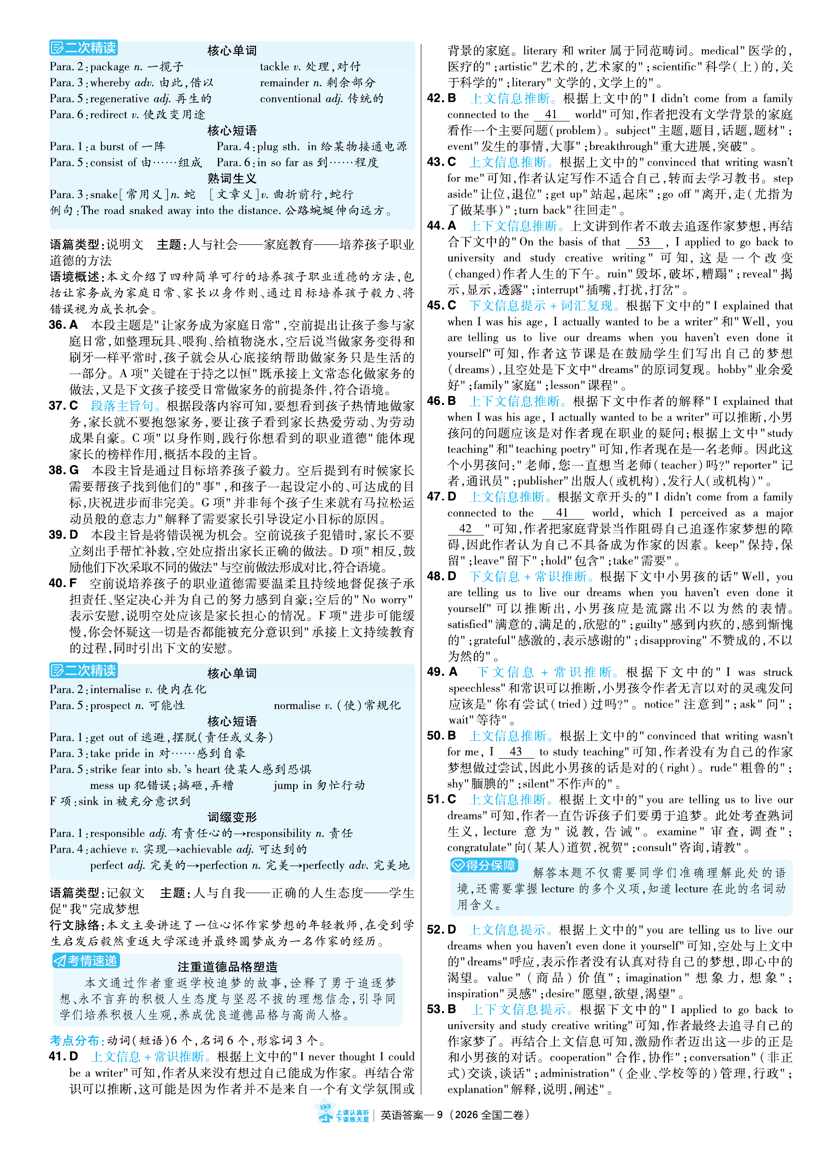 二次精读
核心单词
Para. 2:package n. 一揽子 tackle v. 处理,对付
Para. 3:whereby adv. 由此,借以 remainder n. 剩余部分
Para. 5:regenerative adj. 再生的 conventional adj. 传统的
Para. 6:redirect v. 使改变用途
核心短语
Para. 1:a burst of 一阵 Para. 4:plug sth. in 给某物接通电源
Para. 5:consist of 由……组成 Para. 6:in so far as 到……程度
熟词生义
Para. 3:snake[常用义]n. 蛇 [文章义]v. 曲折前行,蛇行
例句:The road snaked away into the distance. 公路蜿蜒伸向远方。
语篇类型:说明文 主题:人与社会——家庭教育——培养孩子职业
道德的方法
语境概述:本文介绍了四种简单可行的培养孩子职业道德的方法,包
括让家务成为家庭日常、家长以身作则、通过目标培养孩子毅力、将
错误视为成长机会。
36. A 本段主题是"让家务成为家庭日常",空前提出让孩子参与家
庭日常,如整理玩具、喂狗、给植物浇水,空后说当做家务变得和
刷牙一样平常时,孩子就会从心底接纳帮助做家务只是生活的
一部分。A 项"关键在于持之以恒"既承接上文常态化做家务的
做法,又是下文孩子接受日常做家务的前提条件,符合语境。
37. C 段落主旨句。根据段落内容可知,要想看到孩子热情地做家
务,家长就不要抱怨家务,要让孩子看到家长热爱劳动、为劳动
成果自豪。C 项"以身作则,践行你想看到的职业道德"能体现
家长的榜样作用,概括本段的主旨。
38. G 本段主旨是通过目标培养孩子毅力。空后提到有时候家长
需要帮孩子找到他们的"事",和孩子一起设定小的、可达成的目
标,庆祝进步而非完美。G 项"并非每个孩子生来就有马拉松运
动员般的意志力"解释了需要家长引导设定小目标的原因。
39. D 本段主旨是将错误视为机会。空前说孩子犯错时,家长不要
立刻出手帮忙补救,空处应指出家长正确的做法。D 项"相反,鼓
励他们下次采取不同的做法"与空前做法形成对比,符合语境。
40. F 空前说培养孩子的职业道德需要温柔且持续地督促孩子承
担责任、坚定决心并为自己的努力感到自豪;空后的"No worry"
表示安慰,说明空处应该是家长担心的情况。F 项"进步可能缓
慢,你会怀疑这一切是否都能被充分意识到"承接上文持续教育
的过程,同时引出下文的安慰。
二次精读
核心单词
Para. 2:internalise v. 使内在化
Para. 5:prospect n. 可能性 normalise v. (使)常规化
核心短语
Para. 1:get out of 逃避,摆脱(责任或义务)
Para. 3:take pride in 对……感到自豪
Para. 5:strike fear into sb. 's heart 使某人感到恐惧
mess up 犯错误;搞砸,弄糟 jump in 匆忙行动
F 项:sink in 被充分意识到
词缀变形
Para. 1:responsible adj. 有责任心的→responsibility n. 责任
Para. 4:achieve v. 实现→achievable adj. 可达到的
perfect adj. 完美的→perfection n. 完美→perfectly adv. 完美地
语篇类型:记叙文 主题:人与自我——正确的人生态度——学生
促"我"完成梦想
行文脉络:本文主要讲述了一位心怀作家梦想的年轻教师,在受到学
生启发后毅然重返大学深造并最终圆梦成为一名作家的经历。
考情速递
注重道德品格塑造
本文通过作者重返学校追梦的故事,诠释了勇于追逐梦
想、永不言弃的积极人生态度与坚忍不拔的理想信念,引导同
学们培养积极人生观,养成优良道德品格与高尚人格。
考点分布:动词(短语)6 个,名词 6 个,形容词 3 个。
41. D 上文信息+常识推断。根据上文中的"I never thought I could
be a writer"可知,作者从来没有想过自己能成为作家。再结合常
识可以推断,这可能是因为作者并不是来自一个有文学氛围或
背景的家庭。literary 和 writer 属于同范畴词。medical"医学的,
医疗的";artistic"艺术的,艺术家的";scientific"科学(上)的,关
于科学的";literary"文学的,文学上的"。
42. B 上文信息推断。根据上文中的"I didn't come from a family
connected to the 41 world"可知,作者把没有文学背景的家庭
看作一个主要问题(problem)。subject"主题,题目,话题,题材";
event"发生的事情,大事";breakthrough"重大进展,突破"。
43. C 上文信息推断。根据上文中的"convinced that writing wasn't
for me"可知,作者认定写作不适合自己,转而去学习教书。step
aside"让位,退位";get up"站起,起床";go off"离开,走(尤指为
了做某事)";turn back"往回走"。
44. A 上下文信息推断。上文讲到作者不敢去追逐作家梦想,再结
合下文中的"On the basis of that 53 , I applied to go back to
university and study creative writing"可知,这是一个改变
(changed)作者人生的下午。ruin"毁坏,破坏,糟蹋";reveal"揭
示,显示,透露";interrupt"插嘴,打扰,打岔"。
45. C 下文信息提示+词汇复现。根据下文中的"I explained that
when I was his age, I actually wanted to be a writer"和"Well, you
are telling us to live our dreams when you haven't even done it
yourself"可知,作者这节课是在鼓励学生们写出自己的梦想
(dreams),且空处是下文中"dreams"的原词复现。hobby"业余爱
好";family"家庭";lesson"课程"。
46. B 上下文信息推断。根据下文中作者的解释"I explained that
when I was his age, I actually wanted to be a writer"可以推断,小男
孩问的问题应该是对作者现在职业的疑问;根据上文中"study
teaching"和"teaching poetry"可知,作者现在是一名老师。因此这
个小男孩问:"老师,您一直想当老师(teacher)吗?"reporter"记
者,通讯员";publisher"出版人(或机构),发行人(或机构)"。
47. D 上文信息推断。根据文章开头的"I didn't come from a family
connected to the 41 world, which I perceived as a major
42 "可知,作者把家庭背景当作阻碍自己追逐作家梦想的障
碍,因此作者认为自己不具备成为作家的因素。keep"保持,保
留";leave"留下";hold"包含";take"需要"。
48. D 下文信息+常识推断。根据下文中小男孩的话"Well, you
are telling us to live our dreams when you haven't even done it
yourself"可以推断出,小男孩应是流露出不以为然的表情。
satisfied"满意的,满足的,欣慰的";guilty"感到内疚的,感到惭愧
的";grateful"感激的,表示感谢的";disapproving"不赞成的,不以
为然的"。
49. A 下文信息+常识推断。根据下文中的"I was struck
speechless"和常识可以推断,小男孩令作者无言以对的灵魂发问
应该是"你有尝试(tried)过吗?"。notice"注意到";ask"问";
wait"等待"。
50. B 上文信息推断。根据上文中的"convinced that writing wasn't
for me, I 43 to study teaching"可知,作者没有为自己的作家
梦想做过尝试,因此小男孩的话是对的(right)。rude"粗鲁的";
shy"腼腆的";silent"不作声的"。
51. C 上文信息推断。根据上文中的"you are telling us to live our
dreams"可知,作者一直告诉孩子们要勇于追梦。此处考查熟词
生义,lecture 意为"说教,告诫"。examine"审查,调查";
congratulate"向(某人)道贺,祝贺";consult"咨询,请教"。
得分保障
解答本题不仅需要同学们准确理解此处的语
境,还需要掌握 lecture 的多个义项,知道 lecture 在此的名词动
用含义。
52. D 上文信息提示。根据上文中的"you are telling us to live our
dreams when you haven't even done it yourself"可知,空处与上文中
的"dreams"呼应,表示作者没有认真对待自己的梦想,即心中的
渴望。value"(商品)价值";imagination"想象力,想象";
inspiration"灵感";desire"愿望,欲望,渴望"。
53. B 上下文信息提示。根据下文中的"I applied to go back to
university and study creative writing"可知,作者最终去追寻自己的
作家梦了。再结合上文信息可知,激励作者迈出这一步的正是
和小男孩的对话。cooperation"合作,协作";conversation"(非正
式)交谈,谈话";administration"(企业、学校等的)管理,行政";
explanation"解释,说明,阐述"。
上课认真听
下课练天星
英语答案—9(2026 全国二卷)